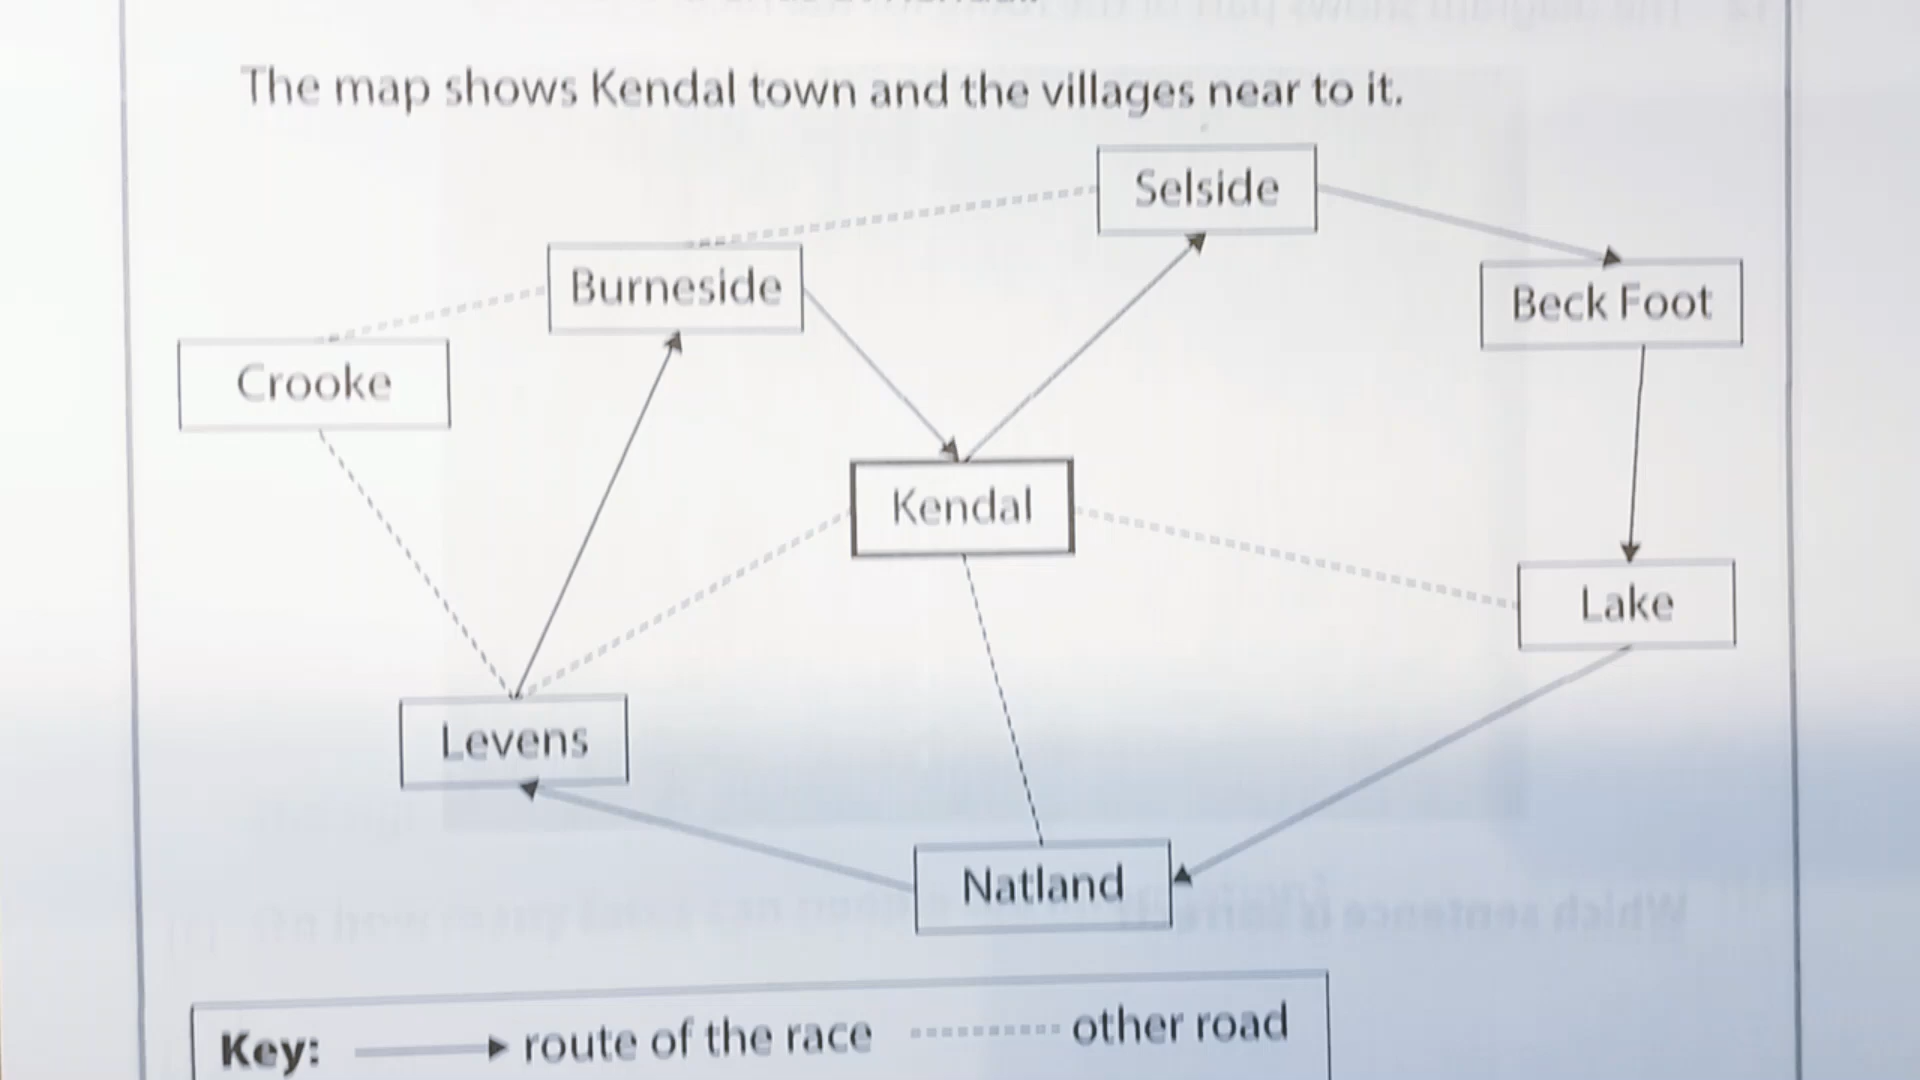 The map shows Kendal town and the villages near to it.
Selside
Burneside
Beck Foot
Crooke
Kendal
Lake
Levens
Natland
Key: route of the race other road